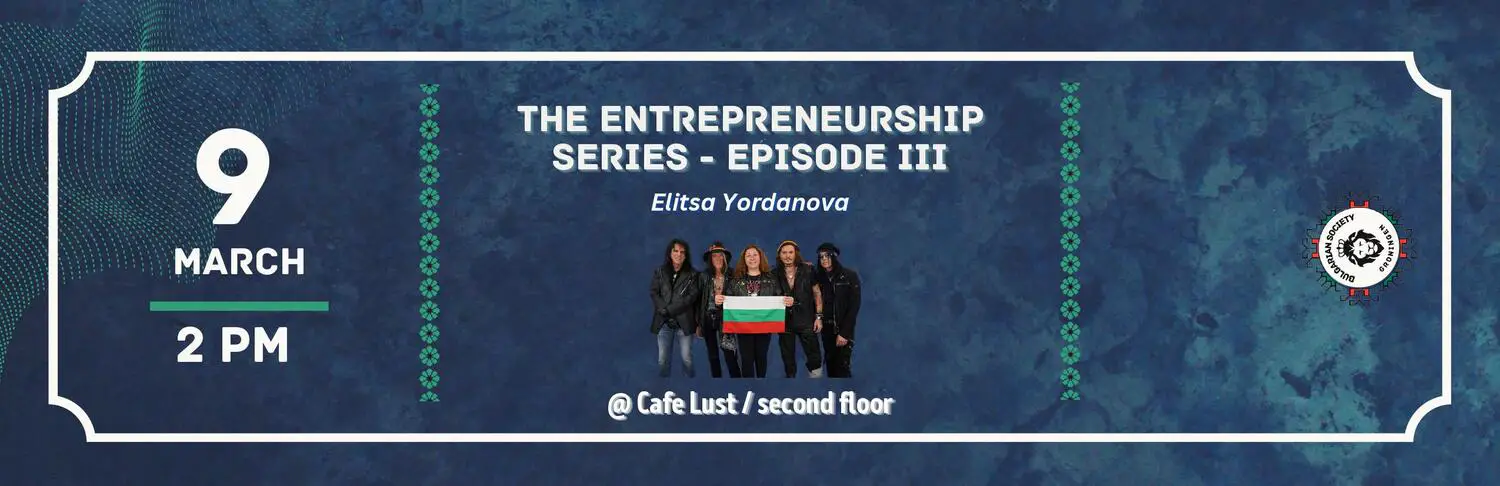 9
MARCH
2 PM
THE ENTREPRENEURSHIP
SERIES - EPISODE III
Elitsa Yordanova
@ Cafe Lust / second floor
BULGARIAN SOCIETY
GRONINGEN